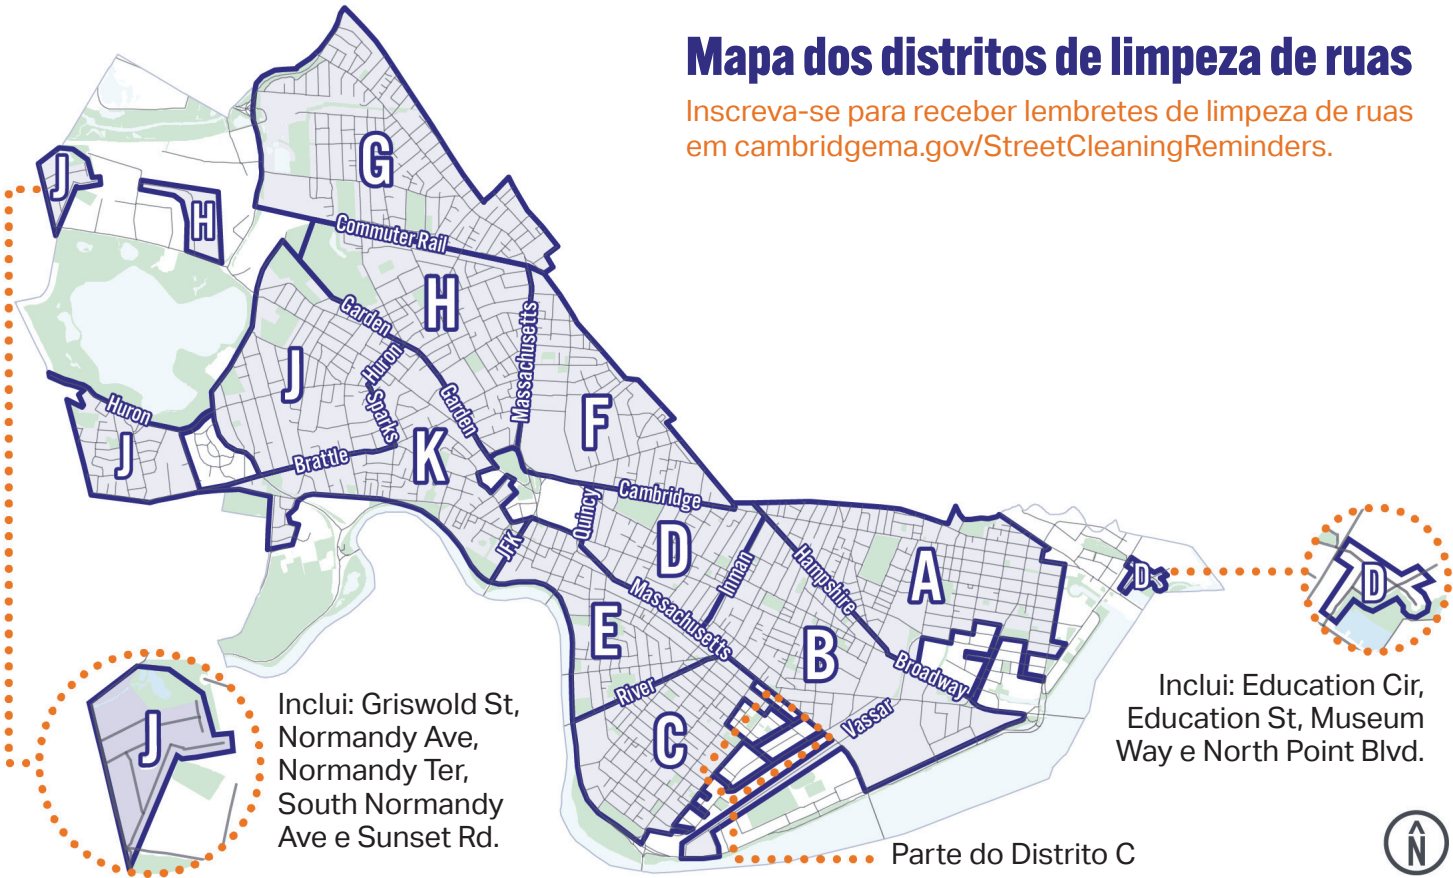 Mapa dos distritos de limpeza de ruas
Inscreva-se para receber lembretes de limpeza de ruas
em cambridgema.gov/StreetCleaningReminders.
G
J
H
Commuter Rail
H
Garden
Massachusetts
Huron
J
Garden
Sparks
Huron
F
J
K
Brattle
Cambridge
Quincy
JFK
D
Inman
Hampshire
A
D
D
Massachusetts
E
B
Broadway
River
Vassar
C
J
Inclui: Griswold St,
Normandy Ave,
Normandy Ter,
South Normandy
Ave e Sunset Rd.
Inclui: Education Cir,
Education St, Museum
Way e North Point Blvd.
Parte do Distrito C
N